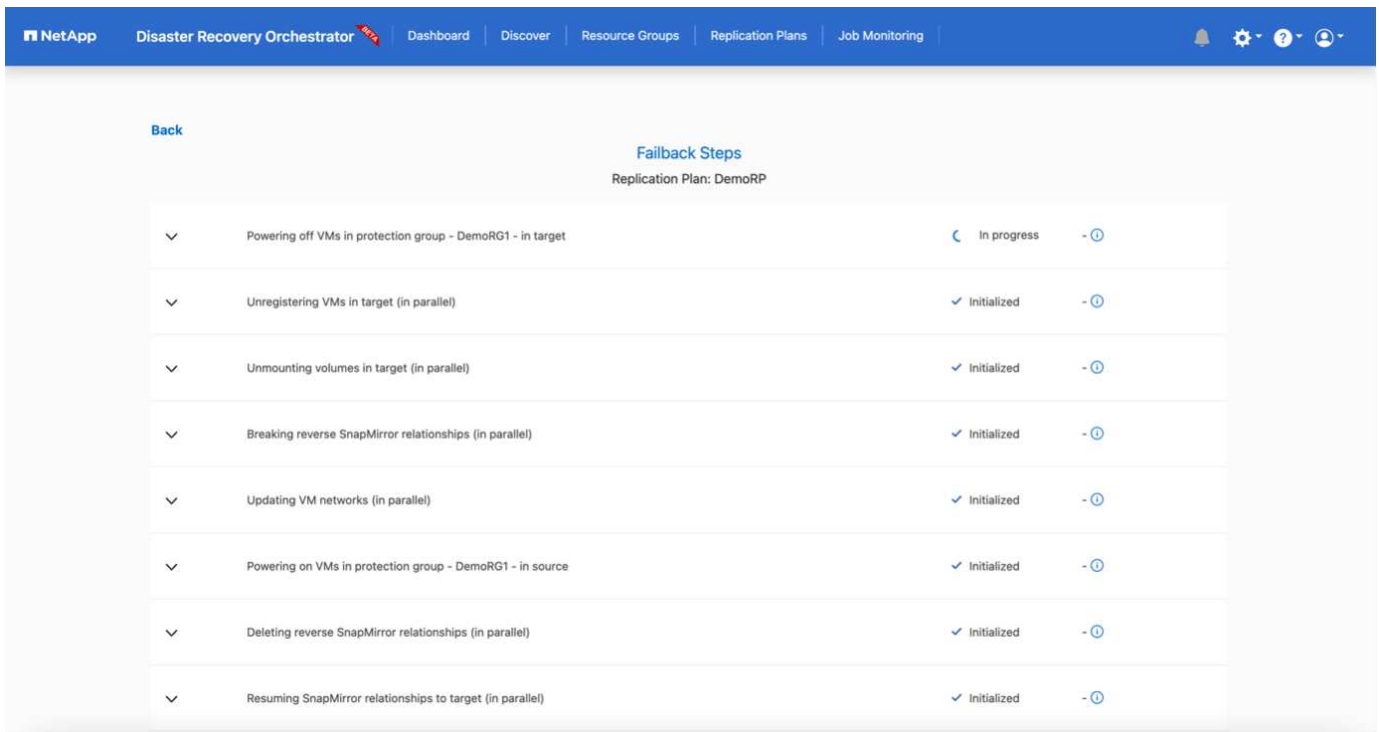 NetApp Disaster Recovery Orchestrator BETA Dashboard Discover Resource Groups Replication Plans Job Monitoring
Back
Failback Steps
Replication Plan: DemoRP
Powering off VMs in protection group - DemoRG1 - in target In progress -
Unregistering VMs in target (in parallel) Initialized -
Unmounting volumes in target (in parallel) Initialized -
Breaking reverse SnapMirror relationships (in parallel) Initialized -
Updating VM networks (in parallel) Initialized -
Powering on VMs in protection group - DemoRG1 - in source Initialized -
Deleting reverse SnapMirror relationships (in parallel) Initialized -
Resuming SnapMirror relationships to target (in parallel) Initialized -